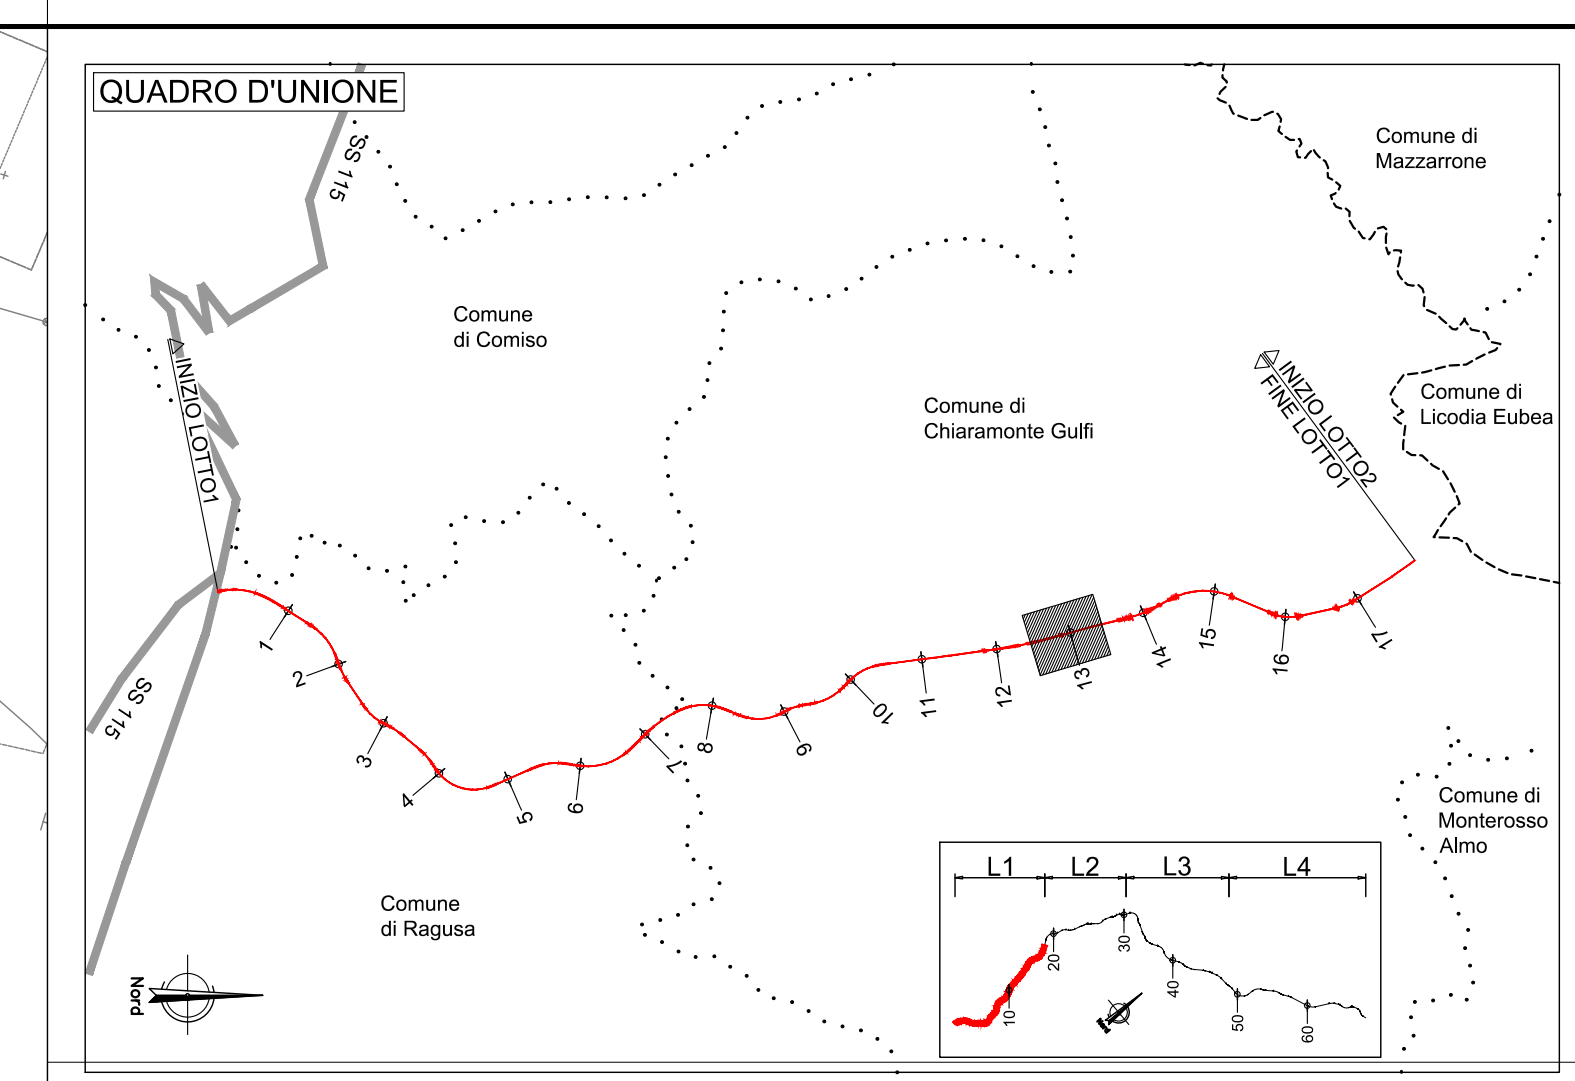 QUADRO D'UNIONE
SS 115
Comune di
Mazzarrone
Comune
di Comiso
INIZIO LOTTO1
Comune di
Chiaramonte Gulfi
INIZIO LOTTO2
FINE LOTTO1
Comune di
Licodia Eubea
1
2
3
4
5
6
7
8
9
10
11
12
13
14
15
16
17
SS 115
Comune di
Monterosso
Almo
Comune
di Ragusa
Nord
L1 L2 L3 L4
10
20
30
40
50
60
Nord